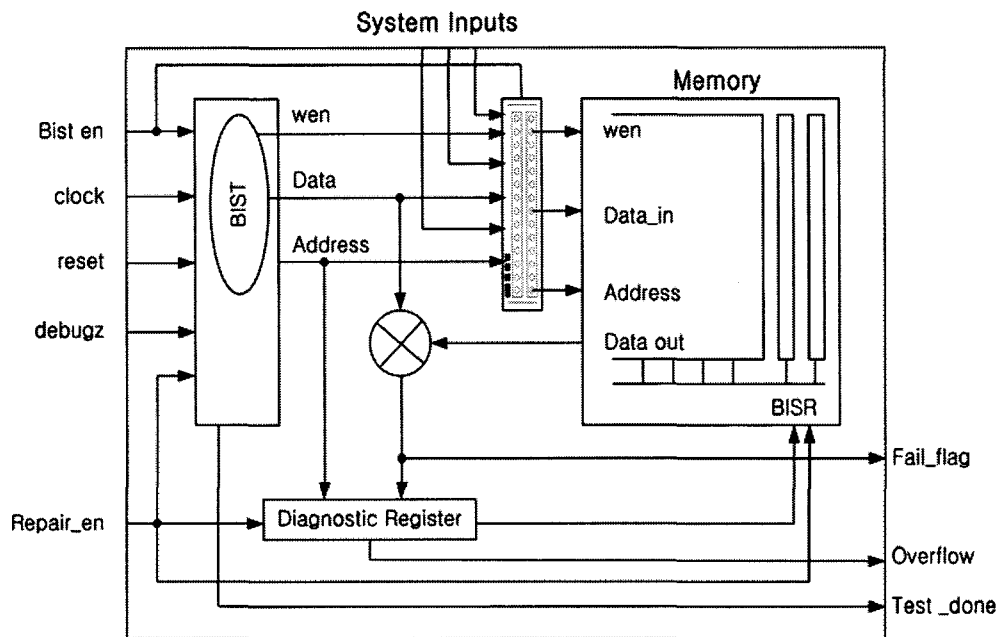 System Inputs
Memory
Bist en
wen
wen
clock
Data
BIST
Data_in
reset
Address
Address
debugz
Data out
BISR
Fail_flag
Repair_en
Diagnostic Register
Overflow
Test _done